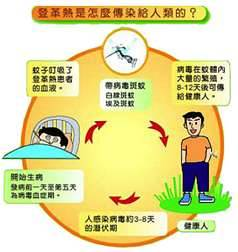 登革熱是怎麼傳染給人類的？
蚊子叮吸了
登革熱患者
的血液。
帶病毒斑蚊
白線斑蚊
埃及斑蚊
病毒在蚊體內
大量的繁殖，
8-12天後可傳
給健康人。
開始生病
發病前一天至第五天
為病毒血症期。
人感染病毒約3-8天
的潛伏期
健康人